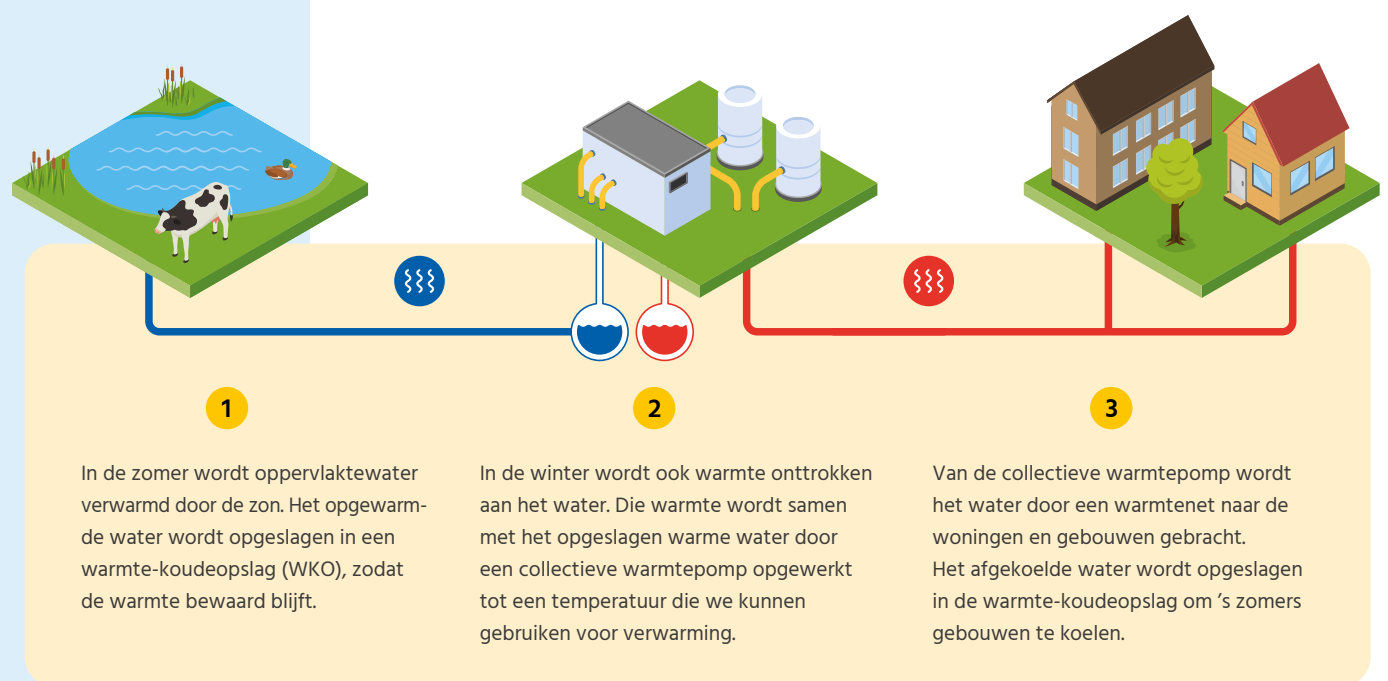 1
In de zomer wordt oppervlaktewater
verwarmd door de zon. Het opgewarm-
de water wordt opgeslagen in een
warmte-koudeopslag (WKO), zodat
de warmte bewaard blijft.
2
In de winter wordt ook warmte onttrokken
aan het water. Die warmte wordt samen
met het opgeslagen warme water door
een collectieve warmtepomp opgewerkt
tot een temperatuur die we kunnen
gebruiken voor verwarming.
3
Van de collectieve warmtepomp wordt
het water door een warmtenet naar de
woningen en gebouwen gebracht.
Het afgekoelde water wordt opgeslagen
in de warmte-koudeopslag om ’s zomers
gebouwen te koelen.